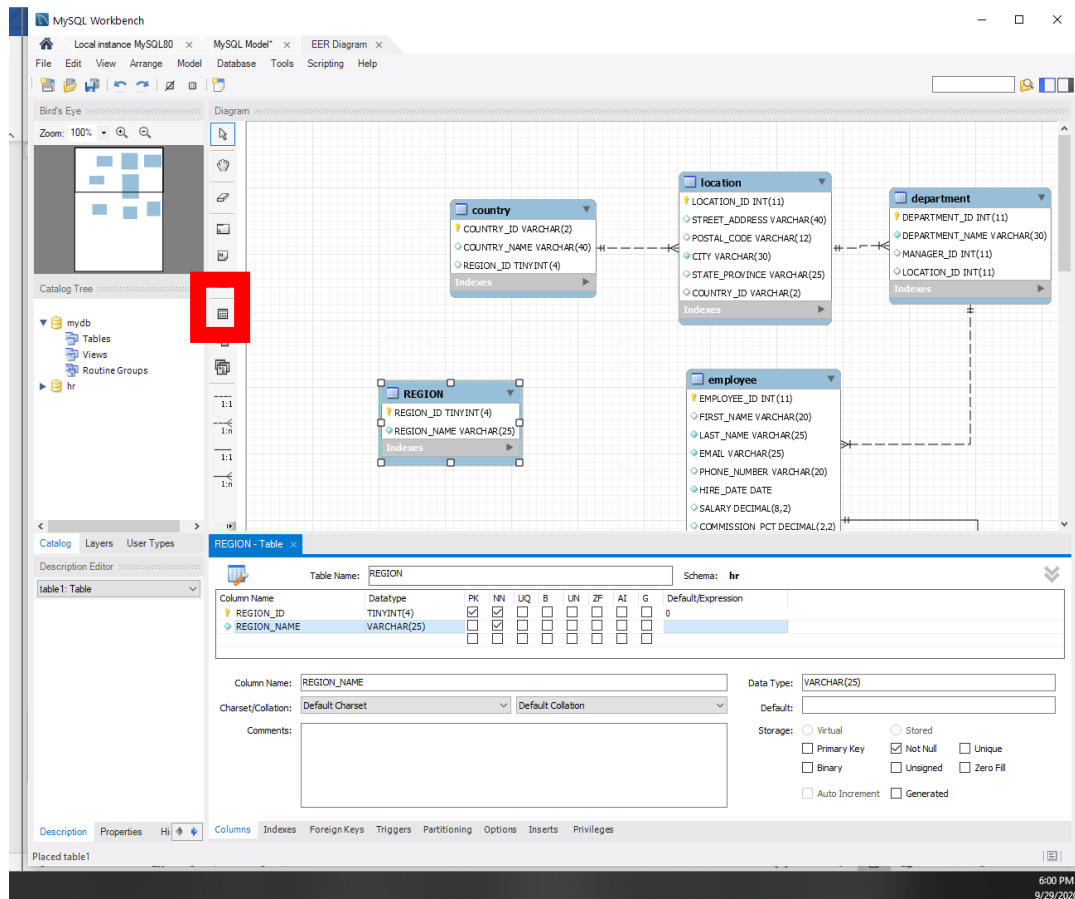 MySQL Workbench
Local instance MySQL80 × MySQL Model* × EER Diagram ×
File Edit View Arrange Model Database Tools Scripting Help
Bird's Eye
Diagram
Zoom: 100%
location
LOCATION_ID INT(11)
STREET_ADDRESS VARCHAR(40)
POSTAL_CODE VARCHAR(12)
CITY VARCHAR(30)
STATE_PROVINCE VARCHAR(25)
COUNTRY_ID VARCHAR(2)
Indexes
department
DEPARTMENT_ID INT(11)
DEPARTMENT_NAME VARCHAR(30)
MANAGER_ID INT(11)
LOCATION_ID INT(11)
Indexes
country
COUNTRY_ID VARCHAR(2)
COUNTRY_NAME VARCHAR(40)
REGION_ID TINYINT(4)
Indexes
Catalog Tree
mydb
Tables
Views
Routine Groups
hr
REGION
REGION_ID TINYINT(4)
REGION_NAME VARCHAR(25)
Indexes
employee
EMPLOYEE_ID INT(11)
FIRST_NAME VARCHAR(20)
LAST_NAME VARCHAR(25)
EMAIL VARCHAR(25)
PHONE_NUMBER VARCHAR(20)
HIRE_DATE DATE
SALARY DECIMAL(8,2)
COMMISSION_PCT DECIMAL(2,2)
1:1
1:n
1:1
1:n
Catalog Layers User Types
REGION - Table ×
Description Editor
table1: Table
Table Name: REGION Schema: hr
Column Name Datatype PK NN UQ B UN ZF AI G Default/Expression
REGION_ID TINYINT(4) 0
REGION_NAME VARCHAR(25)
Column Name: REGION_NAME Data Type: VARCHAR(25)
Charset/Collation: Default Charset Default Collation Default:
Comments: Storage: Virtual Stored
Primary Key Not Null Unique
Binary Unsigned Zero Fill
Auto Increment Generated
Description Properties Hi
Columns Indexes Foreign Keys Triggers Partitioning Options Inserts Privileges
Placed table1
6:00 PM